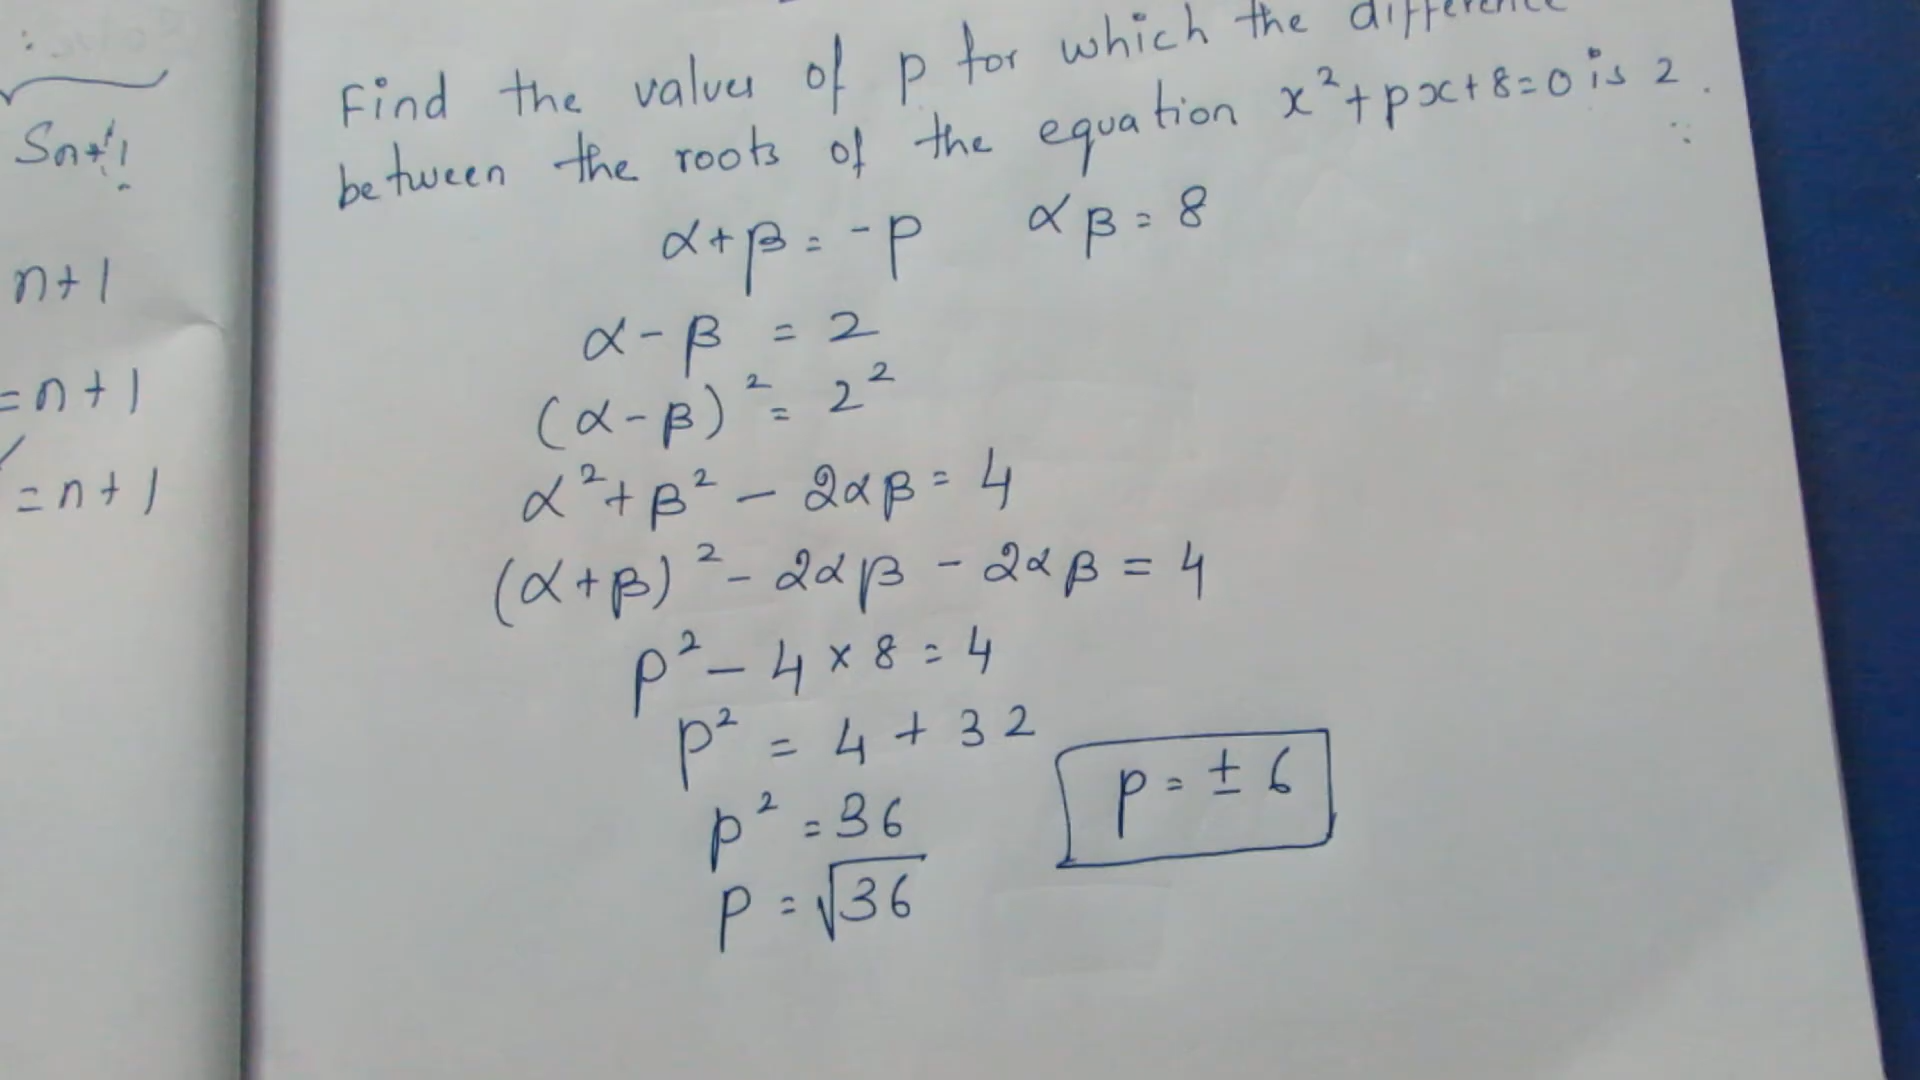 Sn+1
n+1
=n+1
=n+1
Find the values of p for which the difference
between the roots of the equation x²+px+8=0 is 2.
α+β=-p αβ=8
α-β = 2
(α-β)²= 2²
α²+β² - 2αβ = 4
(α+β)² - 2αβ - 2αβ = 4
p² - 4 × 8 = 4
p² = 4 + 32
p² = 36
p = √36
p = ± 6